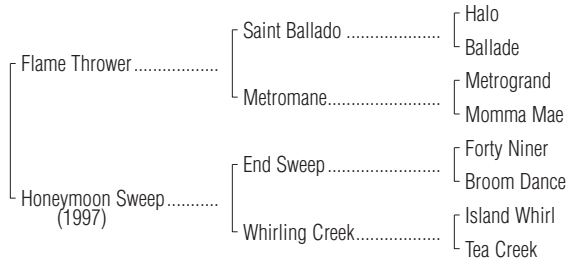 Halo
Saint Ballado ....................
Ballade
Flame Thrower..................
Metrogrand
Metromane........................
Momma Mae
Forty Niner
End Sweep .......................
Broom Dance
Honeymoon Sweep...........
(1997)
Island Whirl
Whirling Creek..................
Tea Creek